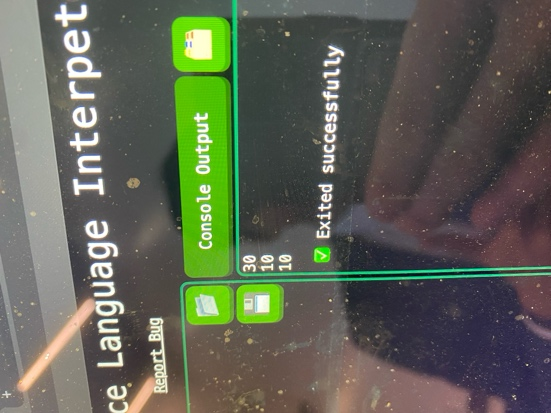 ce Language Interpet
Report Bug
Console Output
30
10
10
Exited successfully